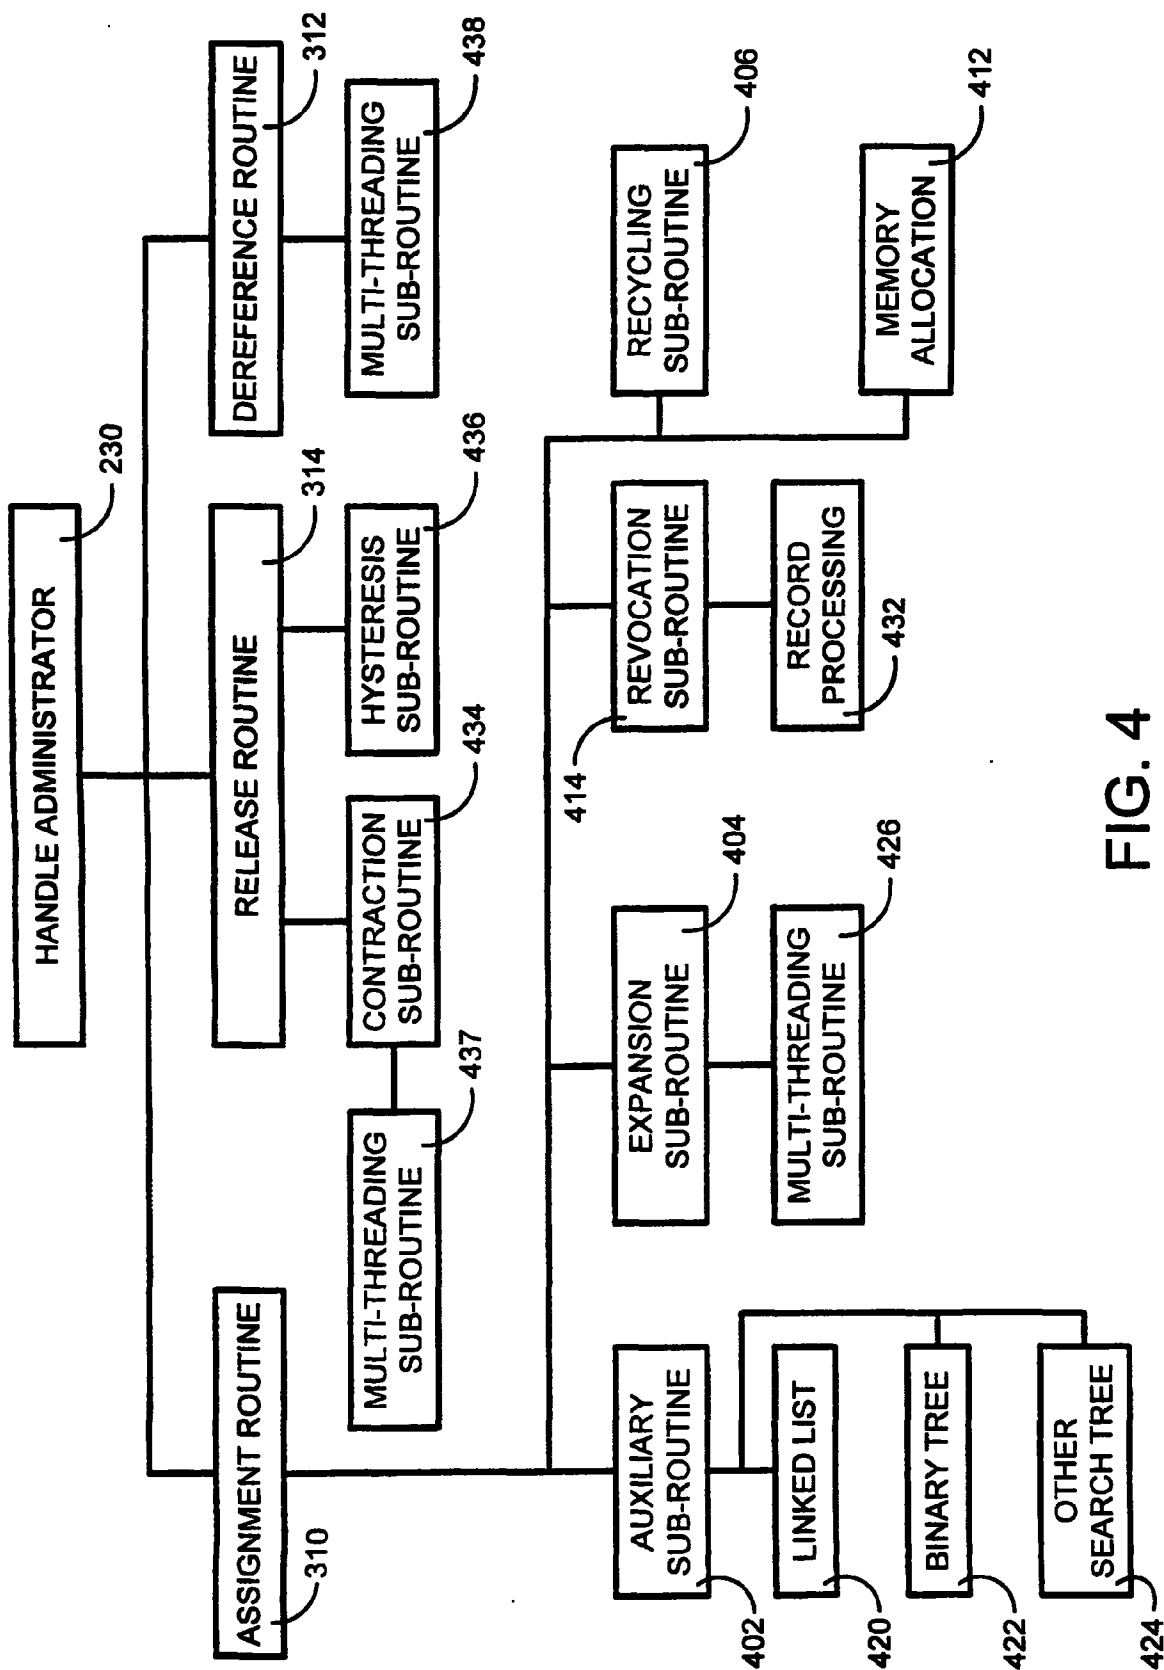 HANDLE ADMINISTRATOR
230
ASSIGNMENT ROUTINE
310
RELEASE ROUTINE
314
DEREFERENCE ROUTINE
312
MULTI-THREADING
SUB-ROUTINE
437
CONTRACTION
SUB-ROUTINE
434
HYSTERESIS
SUB-ROUTINE
436
MULTI-THREADING
SUB-ROUTINE
438
AUXILIARY
SUB-ROUTINE
402
EXPANSION
SUB-ROUTINE
404
REVOCATION
SUB-ROUTINE
414
RECYCLING
SUB-ROUTINE
406
LINKED LIST
420
MULTI-THREADING
SUB-ROUTINE
426
RECORD
PROCESSING
432
MEMORY
ALLOCATION
412
BINARY TREE
422
OTHER
SEARCH TREE
424
FIG. 4